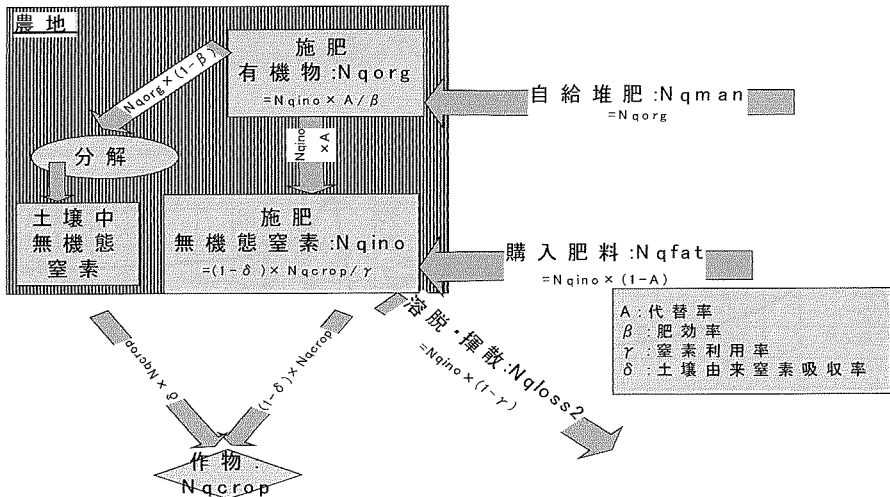 農地
施肥
有機物:Nqorg
=Nqino × A/β
Nqorg×(1-β)
自給堆肥:Nqman
=Nqorg
分解
Nqino
×A
土壌中
無機態
窒素
施肥
無機態窒素:Nqino
=(1-δ)× Nqcrop/γ
購入肥料:Nqfat
=Nqino ×(1-A)
A:代替率
β:肥効率
γ:窒素利用率
δ:土壌由来窒素吸収率
δ × Nqcrop
(1-δ)× Nqcrop
溶脱・揮散:Nqloss2
=Nqino ×(1-γ)
作物:
Nqcrop